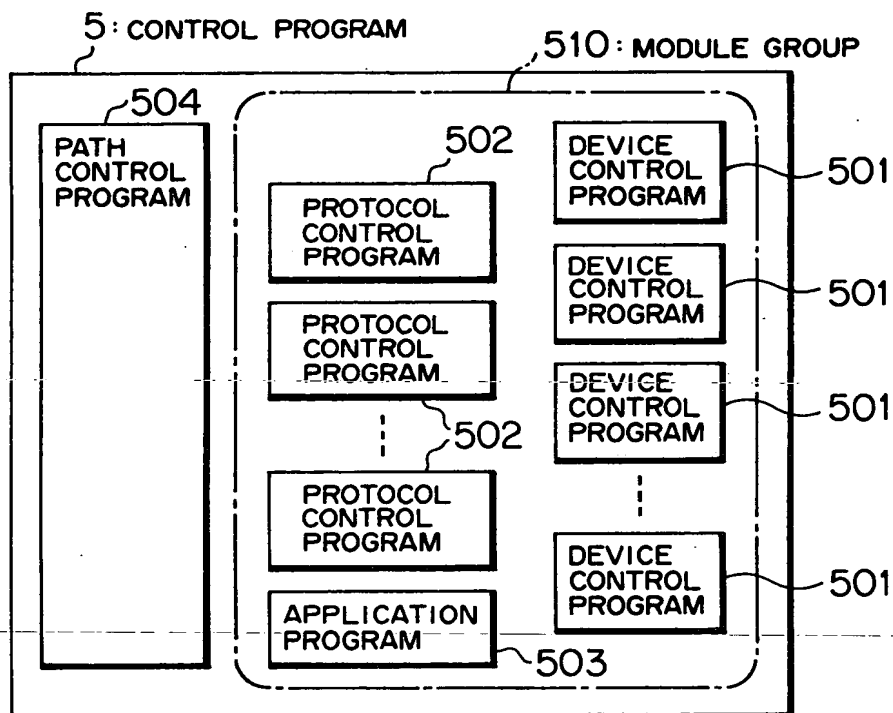 5: CONTROL PROGRAM
510: MODULE GROUP
504
PATH
CONTROL
PROGRAM
502
PROTOCOL
CONTROL
PROGRAM
PROTOCOL
CONTROL
PROGRAM
502
PROTOCOL
CONTROL
PROGRAM
APPLICATION
PROGRAM
503
DEVICE
CONTROL
PROGRAM
501
DEVICE
CONTROL
PROGRAM
501
DEVICE
CONTROL
PROGRAM
501
DEVICE
CONTROL
PROGRAM
501